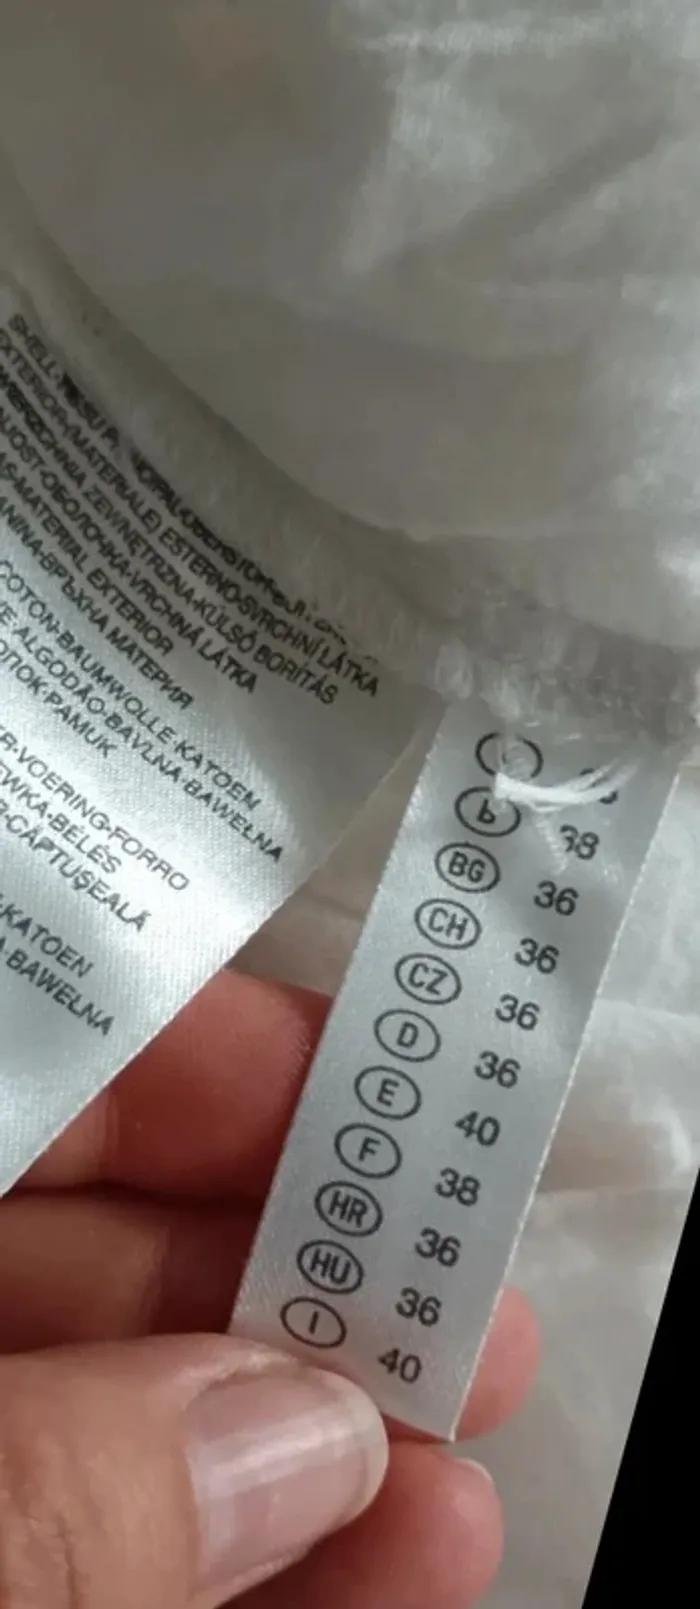 SHELL
EXTERIOR·(MATERIALE) ESTERNO·SVRCHNÍ LÁTKA
WIERZCHNIA ZEWNĘTRZNA·KÜLSŐ BORÍTÁS
ОБОЛОЧКА·VRCHNÁ LÁTKA
MATERIAL EXTERIOR
ВРЪХНА МАТЕРИЯ
COTON·BAUMWOLLE·KATOEN
ALGODÃO·BAVLNA·BAWEŁNA
PAMUK
VOERING·FORRO
BÉLÉS
CĂPTUŞEALĂ
KATOEN
BAWEŁNA
38
BG 36
CH 36
CZ 36
D 36
E 40
F 38
HR 36
HU 36
I 40